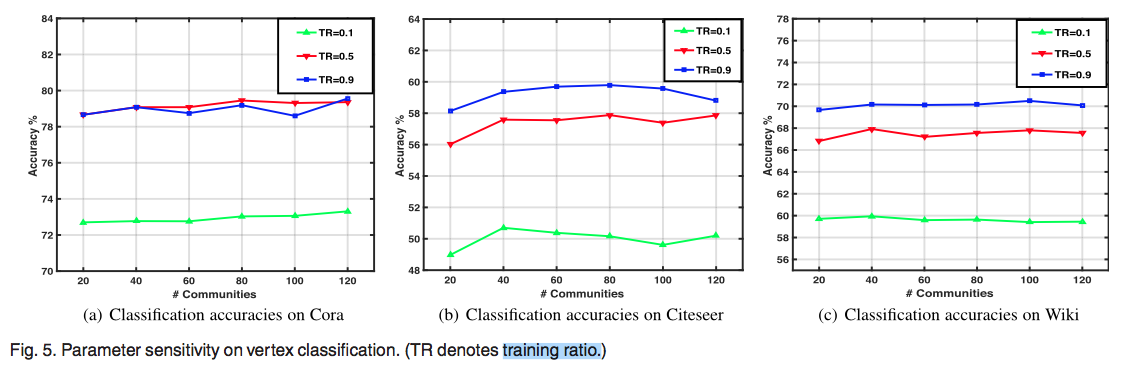 84
82
80
78
76
74
72
70
Accuracy %
20 40 60 80 100 120
# Communities
TR=0.1
TR=0.5
TR=0.9
(a) Classification accuracies on Cora
64
62
60
58
56
54
52
50
48
Accuracy %
20 40 60 80 100 120
# Communities
TR=0.1
TR=0.5
TR=0.9
(b) Classification accuracies on Citeseer
78
76
74
72
70
68
66
64
62
60
58
56
Accuracy %
20 40 60 80 100 120
# Communities
TR=0.1
TR=0.5
TR=0.9
(c) Classification accuracies on Wiki
Fig. 5. Parameter sensitivity on vertex classification. (TR denotes training ratio.)